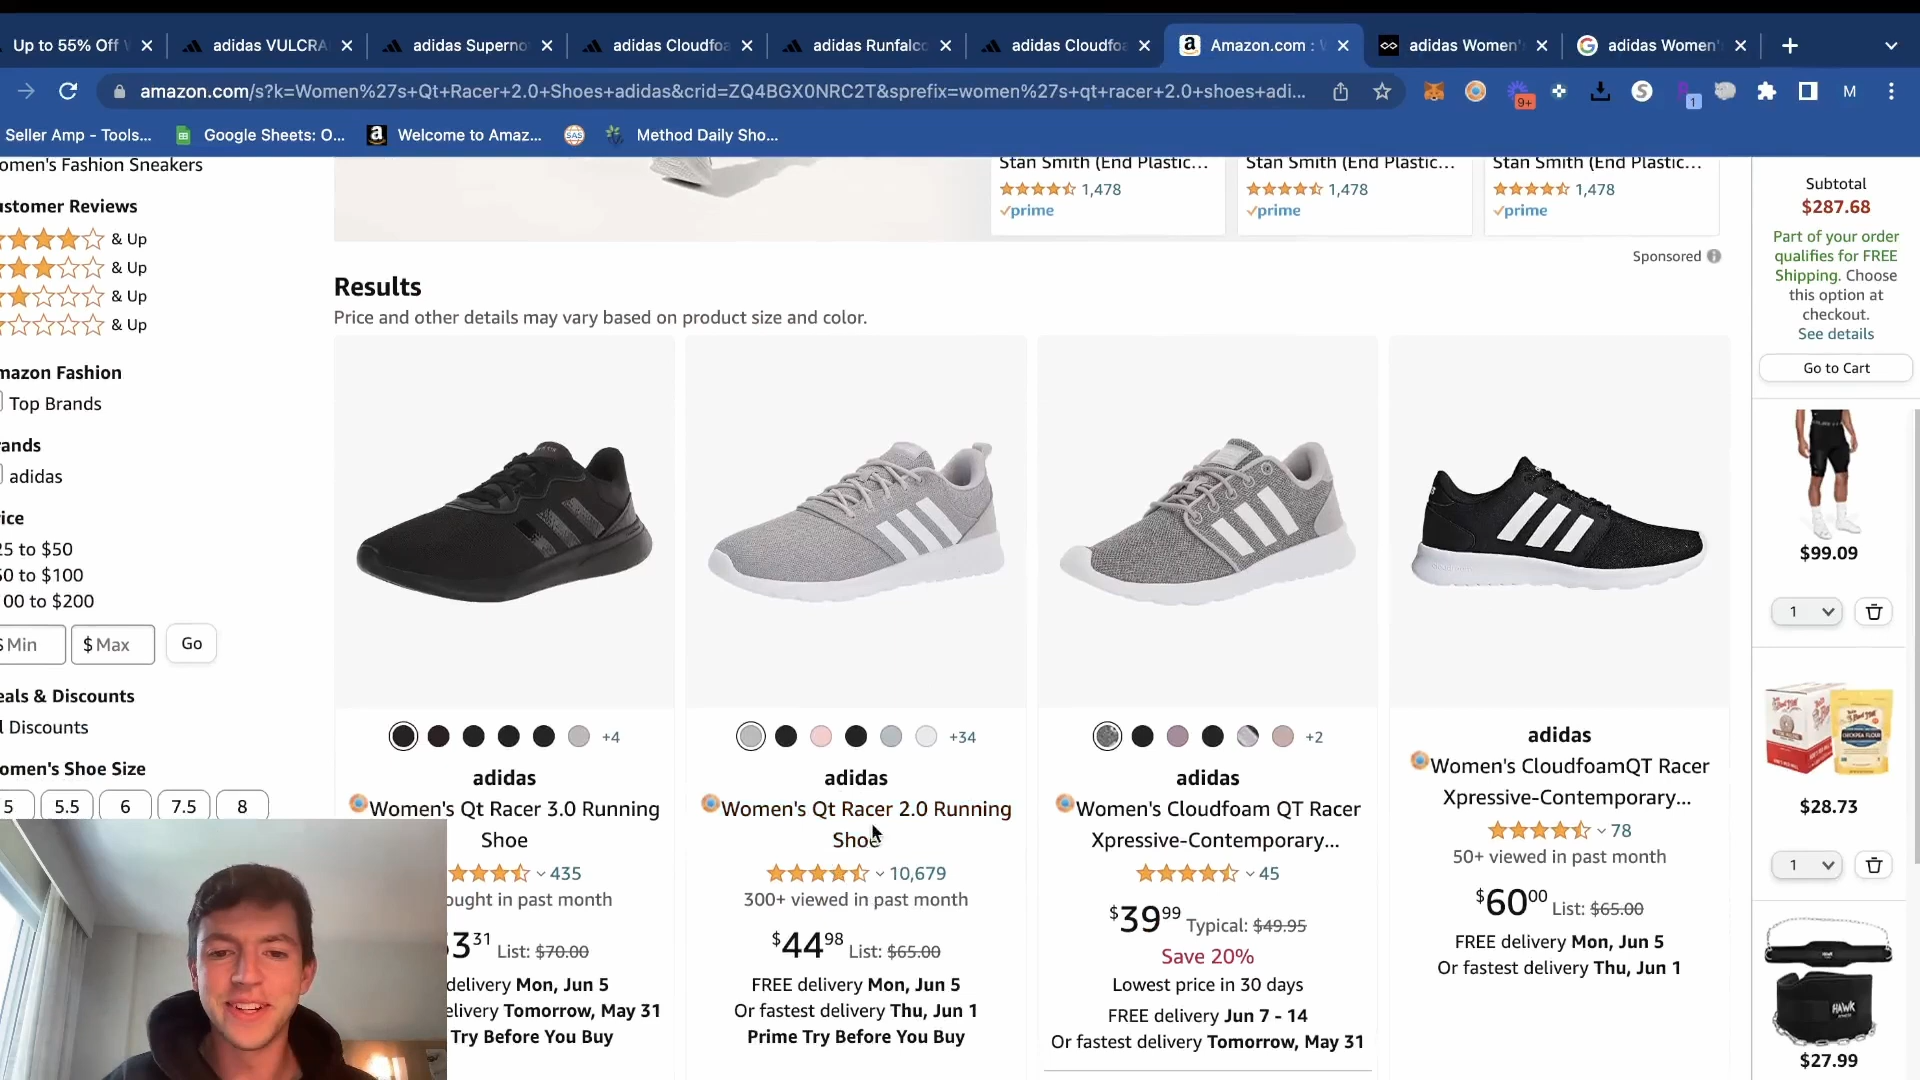 Up to 55% Off
adidas VULCRA
adidas Superno
adidas Cloudfoa
adidas Runfalco
adidas Cloudfoa
Amazon.com :
adidas Women'
adidas Women'
amazon.com/s?k=Women%27s+Qt+Racer+2.0+Shoes+adidas&crid=ZQ4BGX0NRC2T&sprefix=women%27s+qt+racer+2.0+shoes+adi...
9+
1
M
Seller Amp - Tools...
Google Sheets: O...
Welcome to Amaz...
SAS
Method Daily Sho...
omen's Fashion Sneakers
ustomer Reviews
& Up
& Up
& Up
& Up
mazon Fashion
Top Brands
ands
adidas
ice
25 to $50
50 to $100
00 to $200
$ Min
$ Max
Go
eals & Discounts
l Discounts
omen's Shoe Size
5
5.5
6
7.5
8
Stan Smith (End Plastic...
1,478
prime
Stan Smith (End Plastic...
1,478
prime
Stan Smith (End Plastic...
1,478
prime
Sponsored
Results
Price and other details may vary based on product size and color.
+4
adidas
Women's Qt Racer 3.0 Running
Shoe
435
ought in past month
31 List: $70.00
delivery Mon, Jun 5
elivery Tomorrow, May 31
Try Before You Buy
+34
adidas
Women's Qt Racer 2.0 Running
Shoe
10,679
300+ viewed in past month
$44 98 List: $65.00
FREE delivery Mon, Jun 5
Or fastest delivery Thu, Jun 1
Prime Try Before You Buy
+2
adidas
Women's Cloudfoam QT Racer
Xpressive-Contemporary...
45
$39 99 Typical: $49.95
Save 20%
Lowest price in 30 days
FREE delivery Jun 7 - 14
Or fastest delivery Tomorrow, May 31
adidas
Women's CloudfoamQT Racer
Xpressive-Contemporary...
78
50+ viewed in past month
$60 00 List: $65.00
FREE delivery Mon, Jun 5
Or fastest delivery Thu, Jun 1
Subtotal
$287.68
Part of your order
qualifies for FREE
Shipping. Choose
this option at
checkout.
See details
Go to Cart
$99.09
1
$28.73
1
HAWK
$27.99